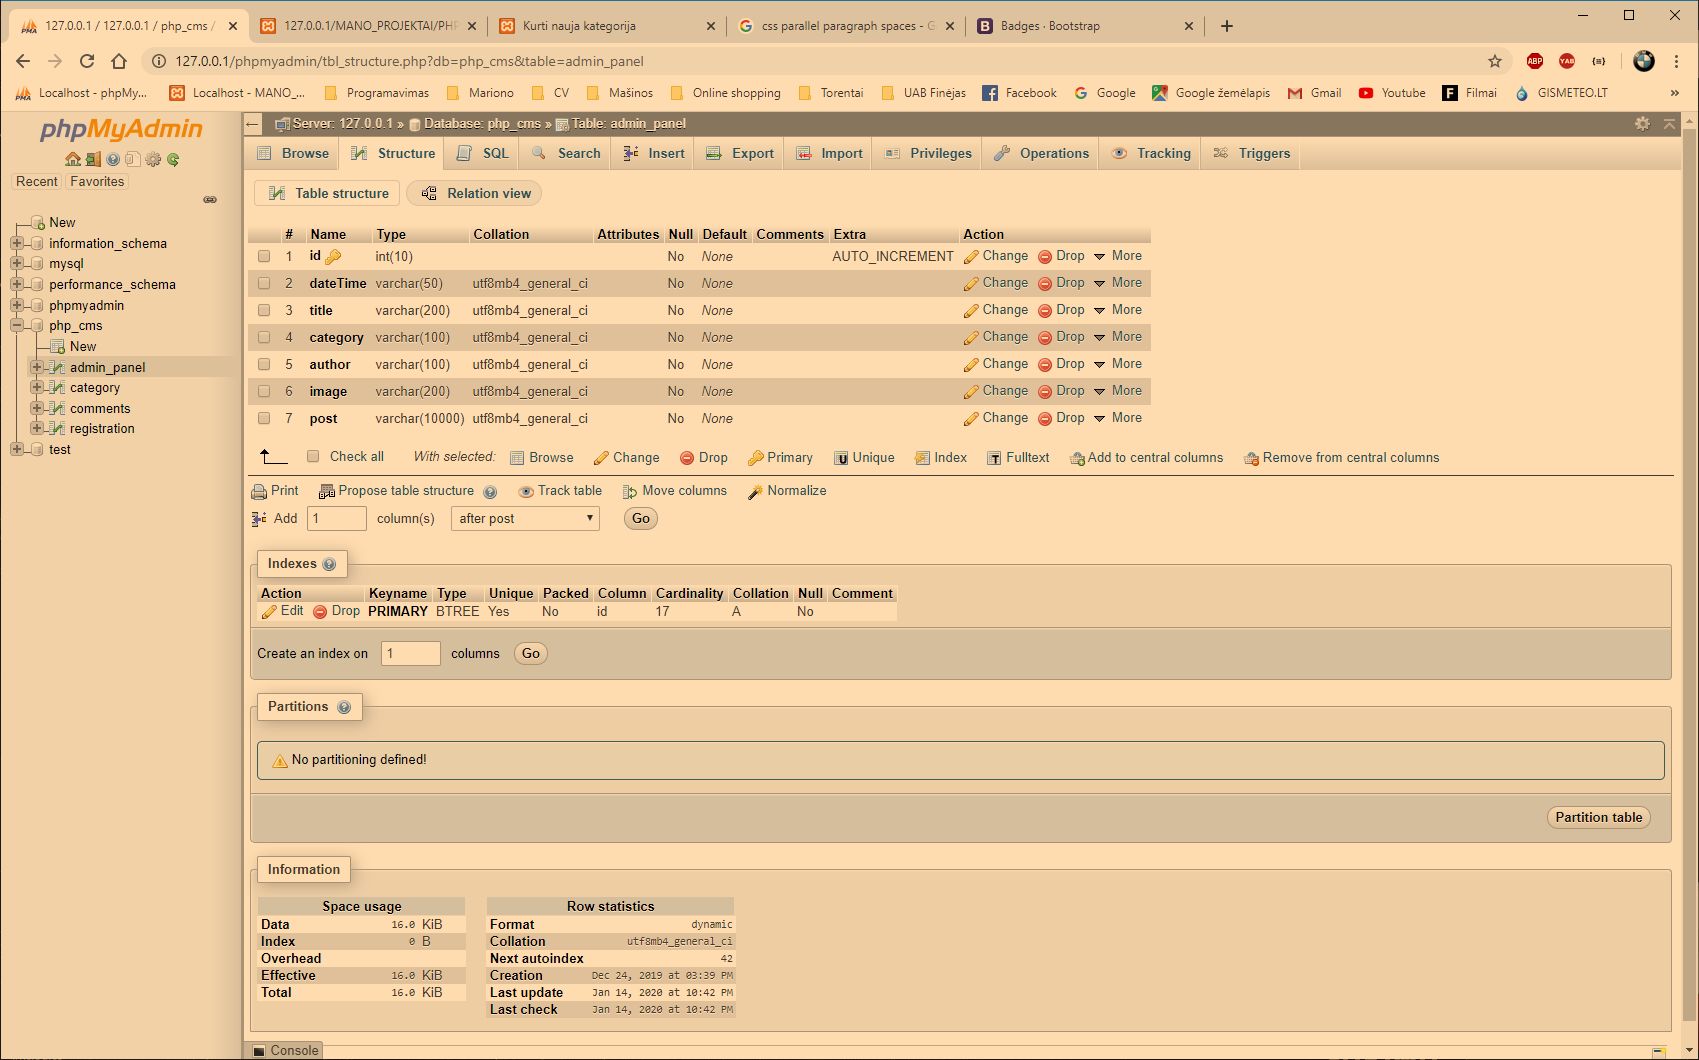 127.0.0.1 / 127.0.0.1 / php_cms /
127.0.0.1/MANO_PROJEKTAI/PHP
Kurti nauja kategorija
css parallel paragraph spaces - G
Badges · Bootstrap
127.0.0.1/phpmyadmin/tbl_structure.php?db=php_cms&table=admin_panel
Localhost - phpMy... Localhost - MANO_... Programavimas Mariono CV Mašinos Online shopping Torentai UAB Finėjas Facebook Google Google žemėlapis Gmail Youtube Filmai GISMETEO.LT »
phpMyAdmin
Recent Favorites
New
information_schema
mysql
performance_schema
phpmyadmin
php_cms
New
admin_panel
category
comments
registration
test
Server: 127.0.0.1 » Database: php_cms » Table: admin_panel
Browse Structure SQL Search Insert Export Import Privileges Operations Tracking Triggers
Table structure Relation view
# Name Type Collation Attributes Null Default Comments Extra Action
1 id int(10) No None AUTO_INCREMENT Change Drop More
2 dateTime varchar(50) utf8mb4_general_ci No None Change Drop More
3 title varchar(200) utf8mb4_general_ci No None Change Drop More
4 category varchar(100) utf8mb4_general_ci No None Change Drop More
5 author varchar(100) utf8mb4_general_ci No None Change Drop More
6 image varchar(200) utf8mb4_general_ci No None Change Drop More
7 post varchar(10000) utf8mb4_general_ci No None Change Drop More
Check all With selected: Browse Change Drop Primary Unique Index Fulltext Add to central columns Remove from central columns
Print Propose table structure Track table Move columns Normalize
Add 1 column(s) after post Go
Indexes
Action Keyname Type Unique Packed Column Cardinality Collation Null Comment
Edit Drop PRIMARY BTREE Yes No id 17 A No
Create an index on 1 columns Go
Partitions
No partitioning defined!
Partition table
Information
Space usage
Data 16.0 KiB
Index 0 B
Overhead
Effective 16.0 KiB
Total 16.0 KiB
Row statistics
Format dynamic
Collation utf8mb4_general_ci
Next autoindex 42
Creation Dec 24, 2019 at 03:39 PM
Last update Jan 14, 2020 at 10:42 PM
Last check Jan 14, 2020 at 10:42 PM
Console